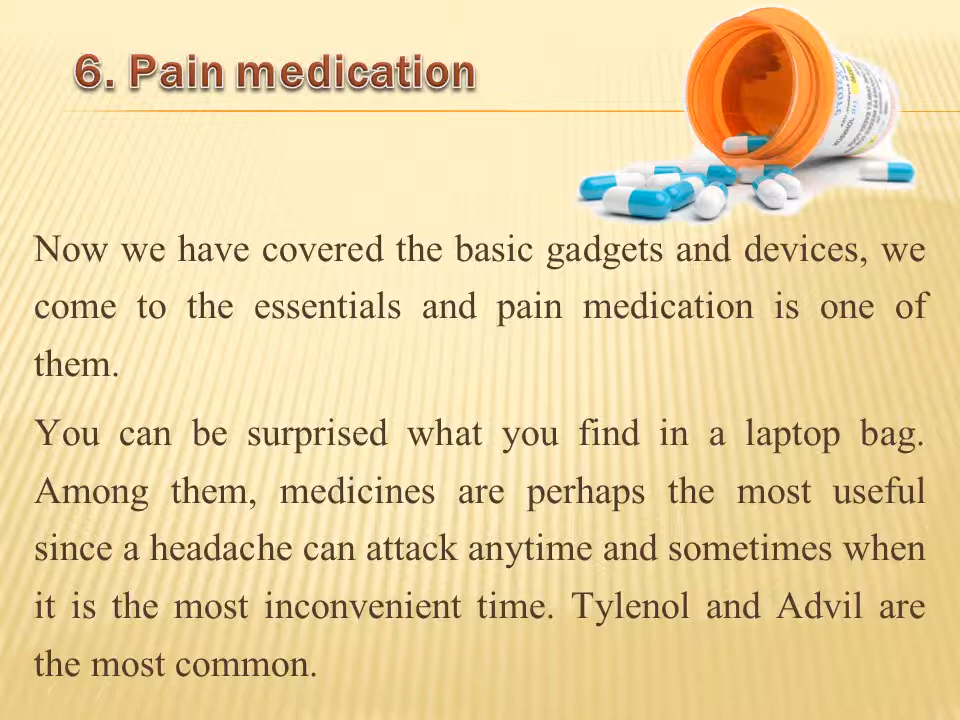 6. Pain medication
Now we have covered the basic gadgets and devices, we
come to the essentials and pain medication is one of
them.
You can be surprised what you find in a laptop bag.
Among them, medicines are perhaps the most useful
since a headache can attack anytime and sometimes when
it is the most inconvenient time. Tylenol and Advil are
the most common.